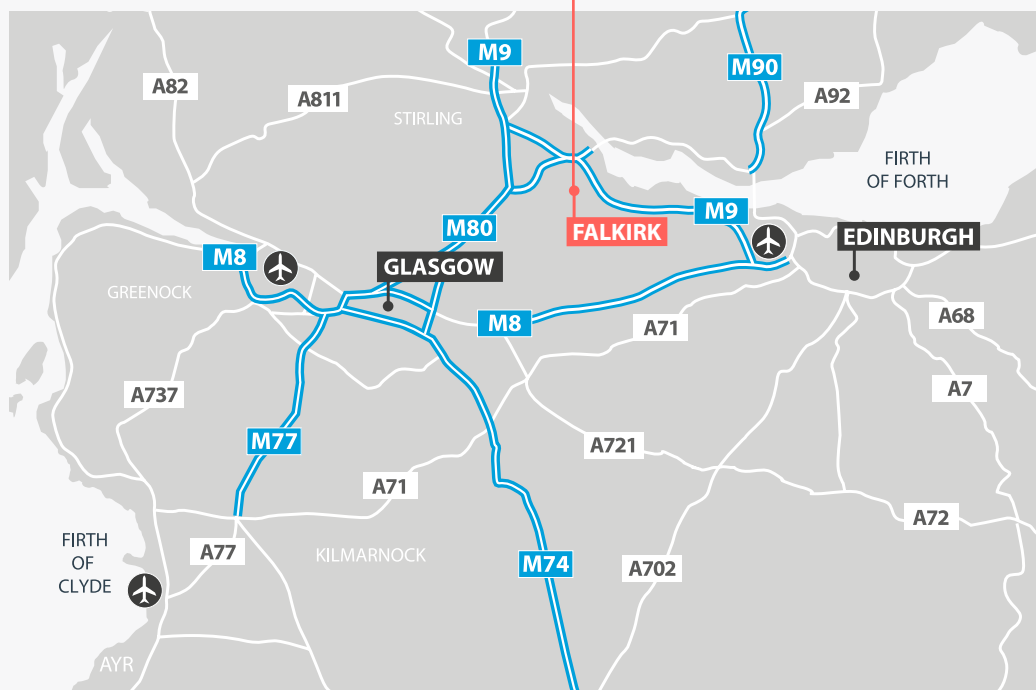 M9
M90
A82
A811
A92
STIRLING
FIRTH
OF FORTH
M9
M80
FALKIRK
EDINBURGH
M8
GLASGOW
GREENOCK
M8
A71
A68
A737
A7
M77
A721
A71
A72
FIRTH
OF
CLYDE
A77
KILMARNOCK
M74
A702
AYR